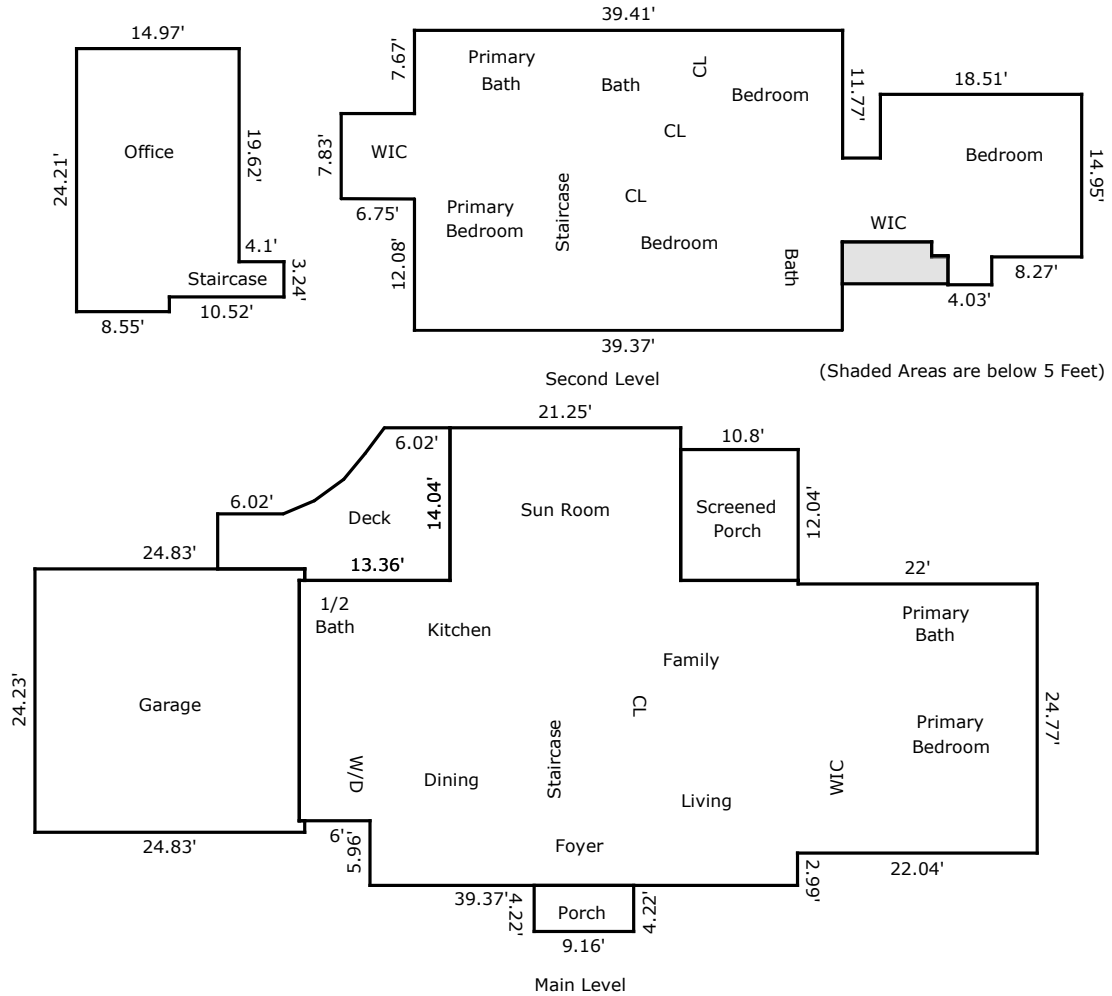 14.97'
24.21'
Office
19.62'
4.1'
3.24'
Staircase
8.55'
10.52'
39.41'
7.67'
Primary
Bath
Bath
CL
Bedroom
11.77'
18.51'
7.83'
WIC
CL
Bedroom
14.95'
6.75'
CL
Primary
Bedroom
Staircase
12.08'
Bedroom
Bath
WIC
8.27'
4.03'
39.37'
Second Level
(Shaded Areas are below 5 Feet)
21.25'
6.02'
10.8'
6.02'
Deck
14.04'
Sun Room
Screened
Porch
12.04'
24.83'
13.36'
22'
1/2
Bath
Kitchen
Primary
Bath
Family
24.23'
Garage
CL
24.77'
Primary
Bedroom
W/D
Dining
Staircase
Living
WIC
24.83'
6'
5.96'
Foyer
2.99'
22.04'
39.37'
4.22'
Porch
4.22'
9.16'
Main Level